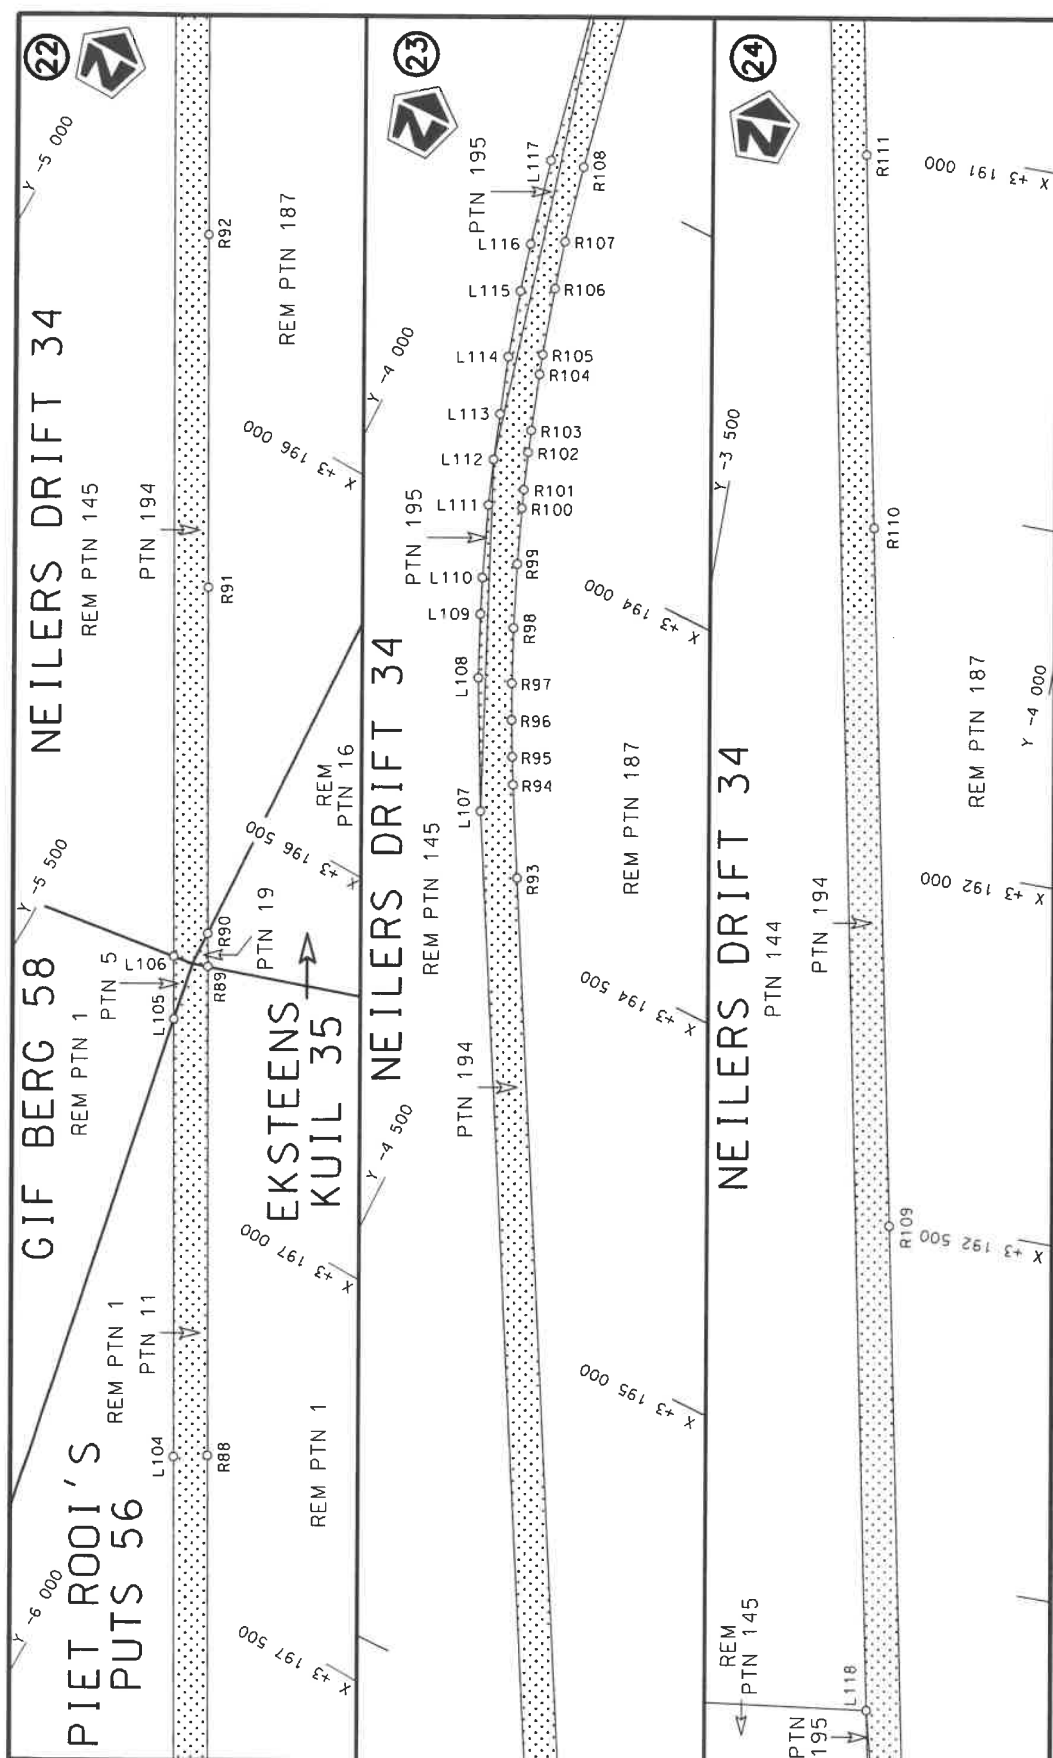 22
Y -6 000
Y -5 500
Y -5 000
PIET ROOI'S
PUTS 56
GIF BERG 58
REM PTN 1
NEILERS DRIFT 34
REM PTN 145
REM PTN 1
PTN 11
PTN 5
PTN 194
L104
L105
L106
R88
R89
R90
R91
R92
PTN 19
EKSTEENS
KUIL 35
REM PTN 1
REM
PTN 16
REM PTN 187
X +3 197 500
X +3 197 000
X +3 196 500
X +3 196 000
23
Y -4 500
Y -4 000
NEILERS DRIFT 34
REM PTN 145
PTN 194
PTN 195
PTN 195
L107
L108
L109
L110
L111
L112
L113
L114
L115
L116
L117
R93
R94
R95
R96
R97
R98
R99
R100
R101
R102
R103
R104
R105
R106
R107
R108
REM PTN 187
X +3 195 000
X +3 194 500
X +3 194 000
24
Y -3 500
REM
PTN 145
NEILERS DRIFT 34
PTN 144
PTN
195
PTN 194
L118
R109
R110
R111
REM PTN 187
Y -4 000
X +3 192 500
X +3 192 000
X +3 191 000